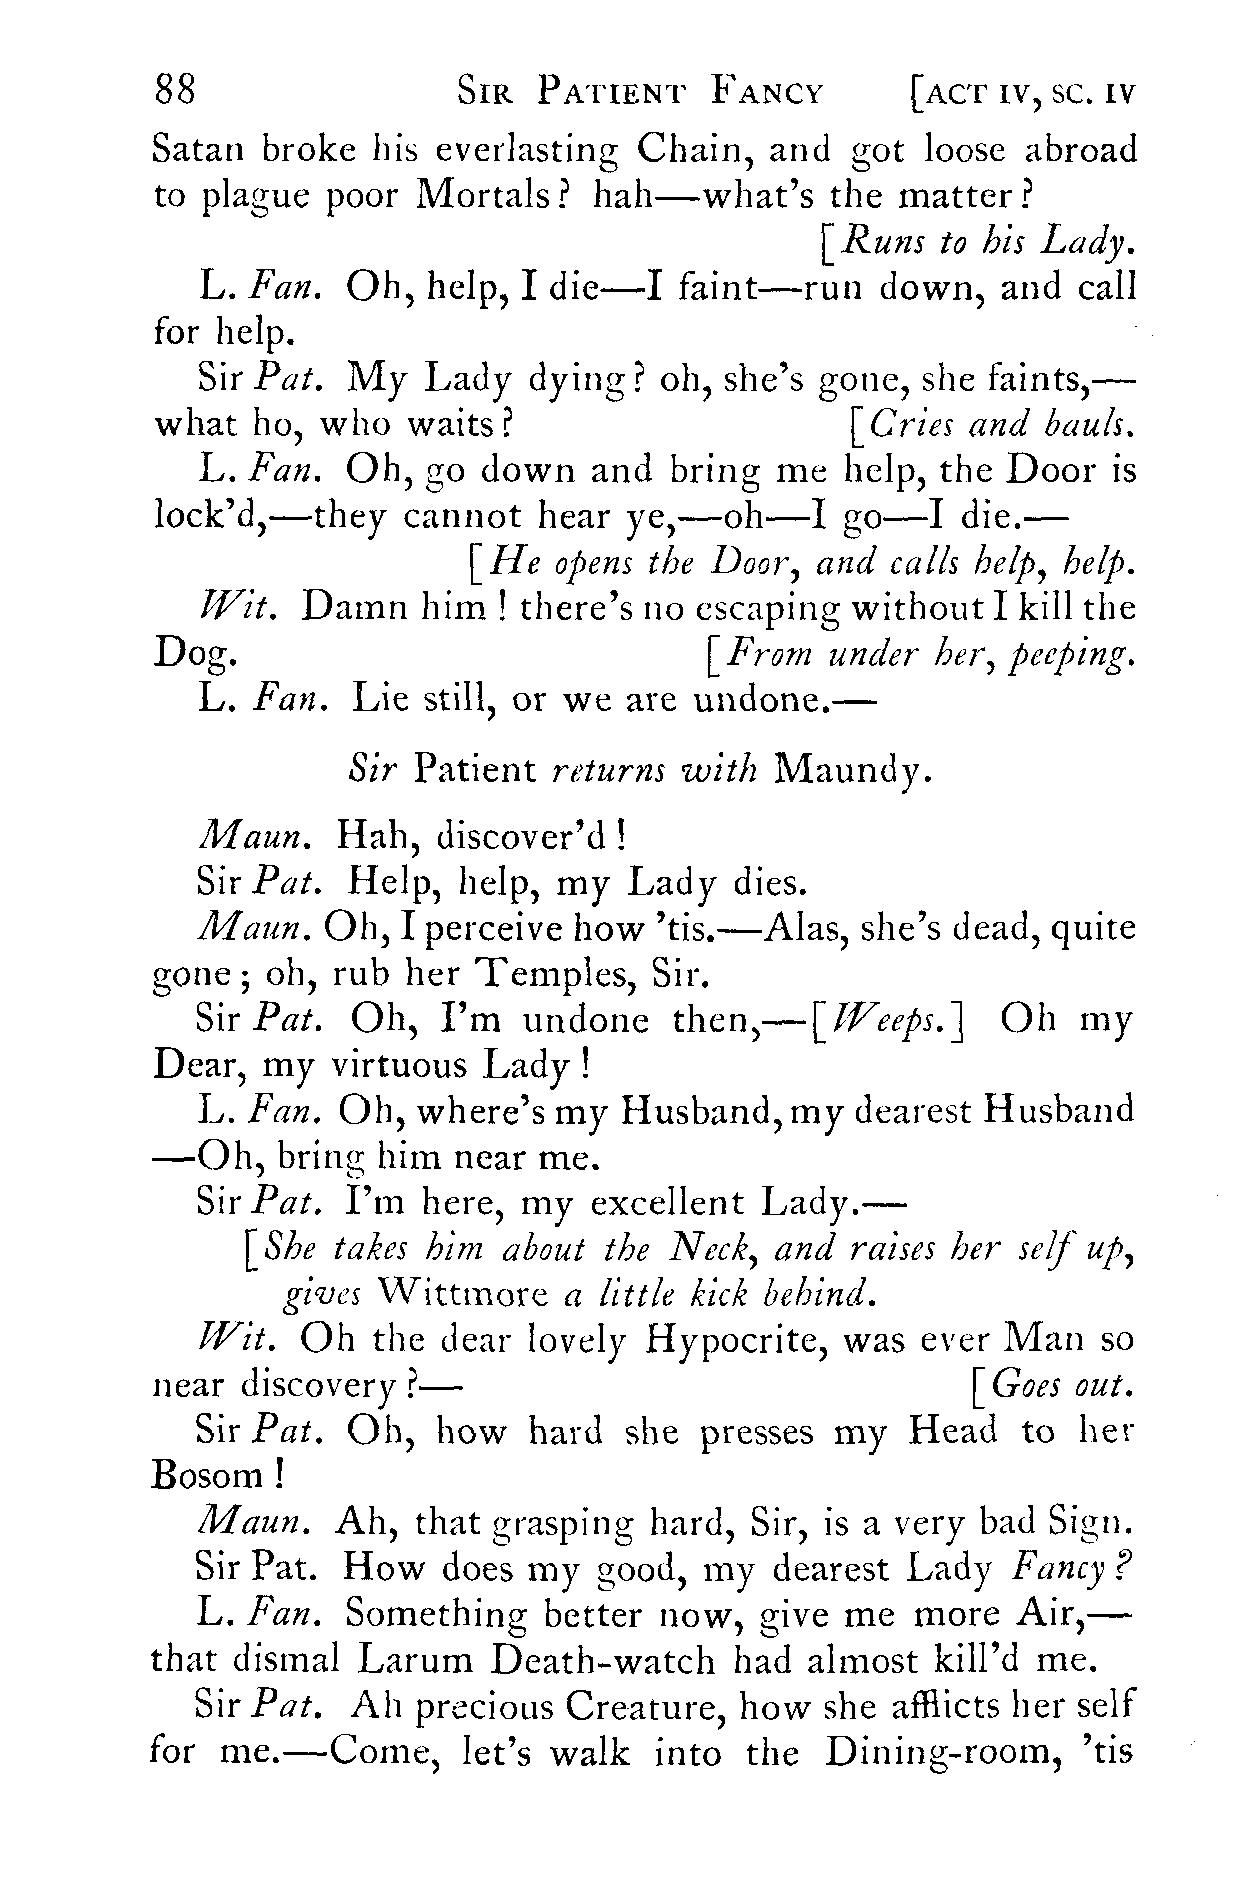 88 Sir Patient Fancy [act iv, sc. iv
Satan broke his everlasting Chain, and got loose abroad
to plague poor Mortals? hah—what's the matter?
[Runs to his Lady.
L. Fan. Oh, help, I die—I faint—run down, and call
for help.
Sir Pat. My Lady dying? oh, she's gone, she faints,—
what ho, who waits? [Cries and bauls.
L. Fan. Oh, go down and bring me help, the Door is
lock'd,—they cannot hear ye,—oh—I go—I die.—
[He opens the Door, and calls help, help.
Wit. Damn him! there's no escaping without I kill the
Dog. [From under her, peeping.
L. Fan. Lie still, or we are undone.—
Sir Patient returns with Maundy.
Maun. Hah, discover'd!
Sir Pat. Help, help, my Lady dies.
Maun. Oh, I perceive how 'tis.—Alas, she's dead, quite
gone; oh, rub her Temples, Sir.
Sir Pat. Oh, I'm undone then,—[Weeps.] Oh my
Dear, my virtuous Lady!
L. Fan. Oh, where's my Husband, my dearest Husband
—Oh, bring him near me.
Sir Pat. I'm here, my excellent Lady.—
[She takes him about the Neck, and raises her self up,
gives Wittmore a little kick behind.
Wit. Oh the dear lovely Hypocrite, was ever Man so
near discovery?— [Goes out.
Sir Pat. Oh, how hard she presses my Head to her
Bosom!
Maun. Ah, that grasping hard, Sir, is a very bad Sign.
Sir Pat. How does my good, my dearest Lady Fancy?
L. Fan. Something better now, give me more Air,—
that dismal Larum Death-watch had almost kill'd me.
Sir Pat. Ah precious Creature, how she afflicts her self
for me.—Come, let's walk into the Dining-room, 'tis